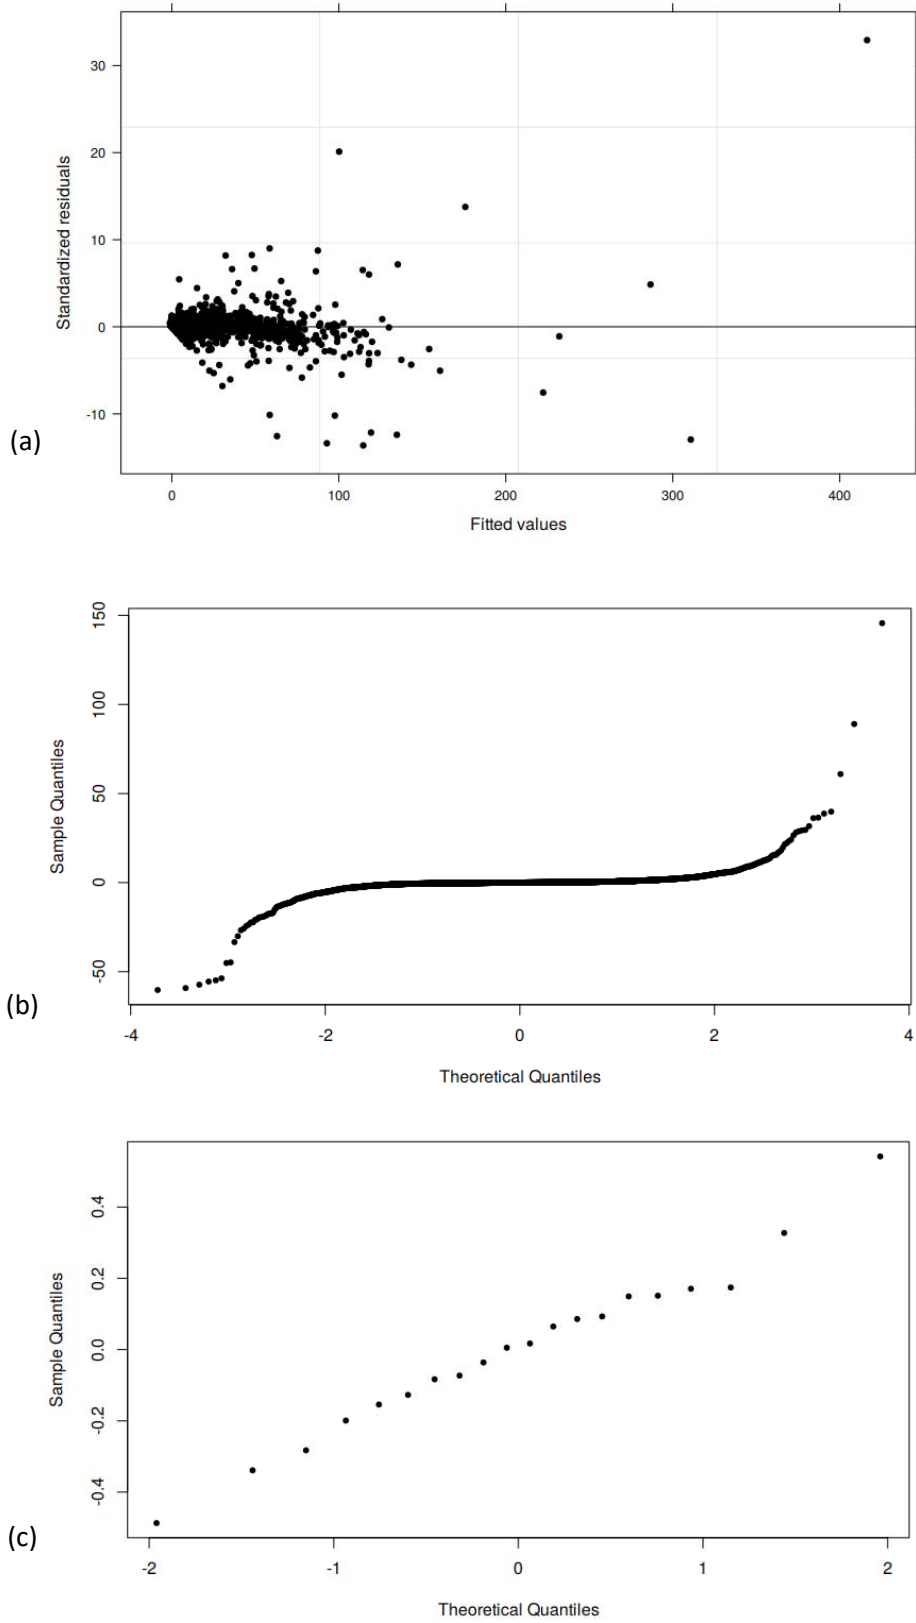 30
20
10
0
-10
Standardized residuals
(a)
0 100 200 300 400
Fitted values
150
100
50
0
-50
Sample Quantiles
(b)
-4 -2 0 2 4
Theoretical Quantiles
0.4
0.2
0.0
-0.2
-0.4
Sample Quantiles
(c)
-2 -1 0 1 2
Theoretical Quantiles